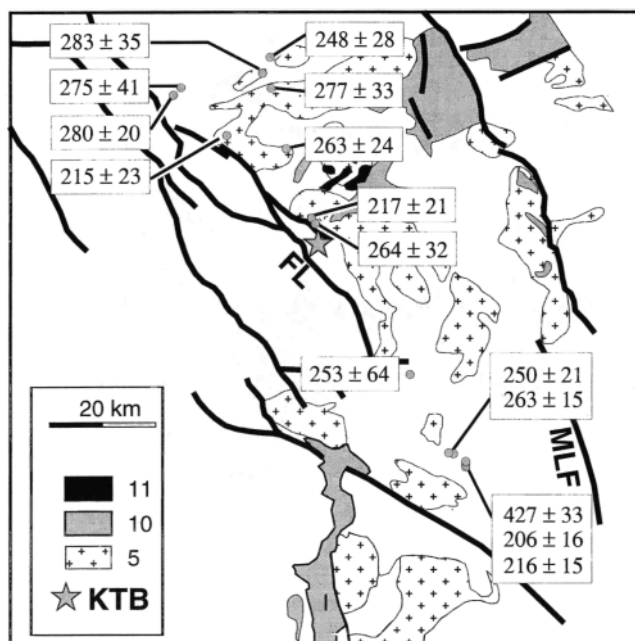 283 ± 35
248 ± 28
275 ± 41
277 ± 33
280 ± 20
263 ± 24
215 ± 23
217 ± 21
264 ± 32
FL
253 ± 64
250 ± 21
263 ± 15
MLF
427 ± 33
206 ± 16
216 ± 15
20 km
11
10
5
KTB